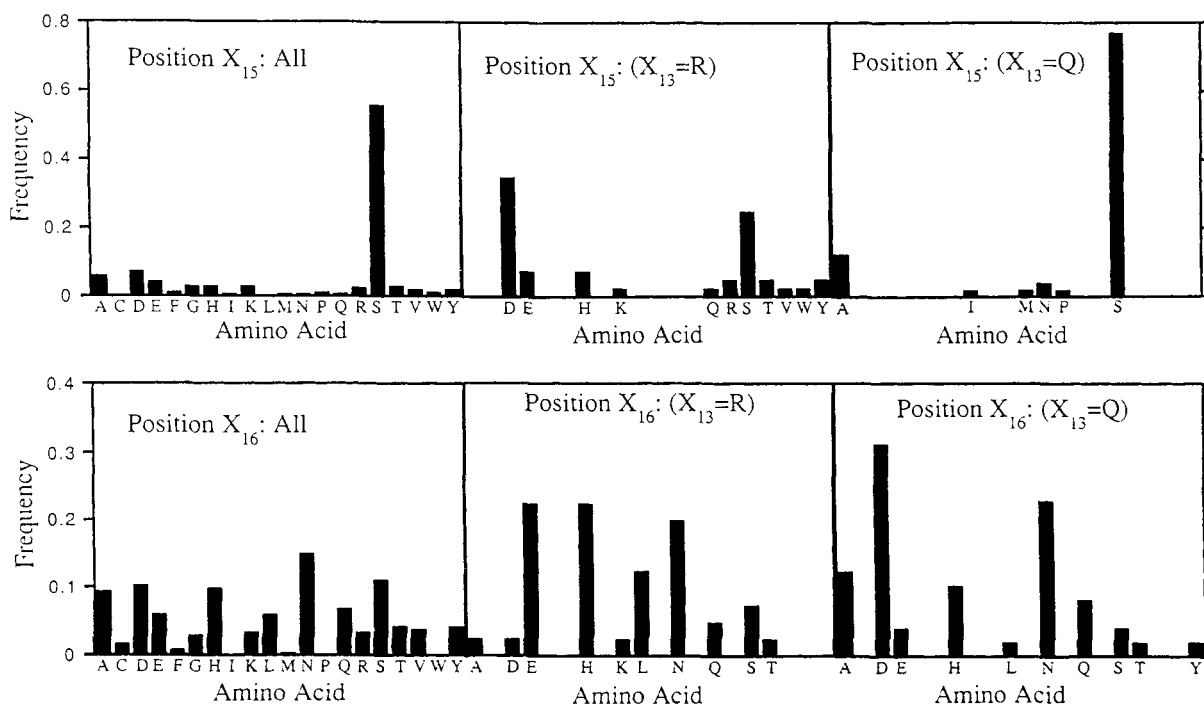 0.8
0.6
0.4
0.2
0
Frequency
Position X15: All
Position X15: (X13=R)
Position X15: (X13=Q)
A C D E F G H I K L M N P Q R S T V W Y
D E H K Q R S T V W Y
A I M N P S
Amino Acid
Amino Acid
Amino Acid
0.4
0.3
0.2
0.1
0
Frequency
Position X16: All
Position X16: (X13=R)
Position X16: (X13=Q)
A C D E F G H I K L M N P Q R S T V W Y
A D E H K L N Q S T
A D E H L N Q S T Y
Amino Acid
Amino Acid
Amino Acid